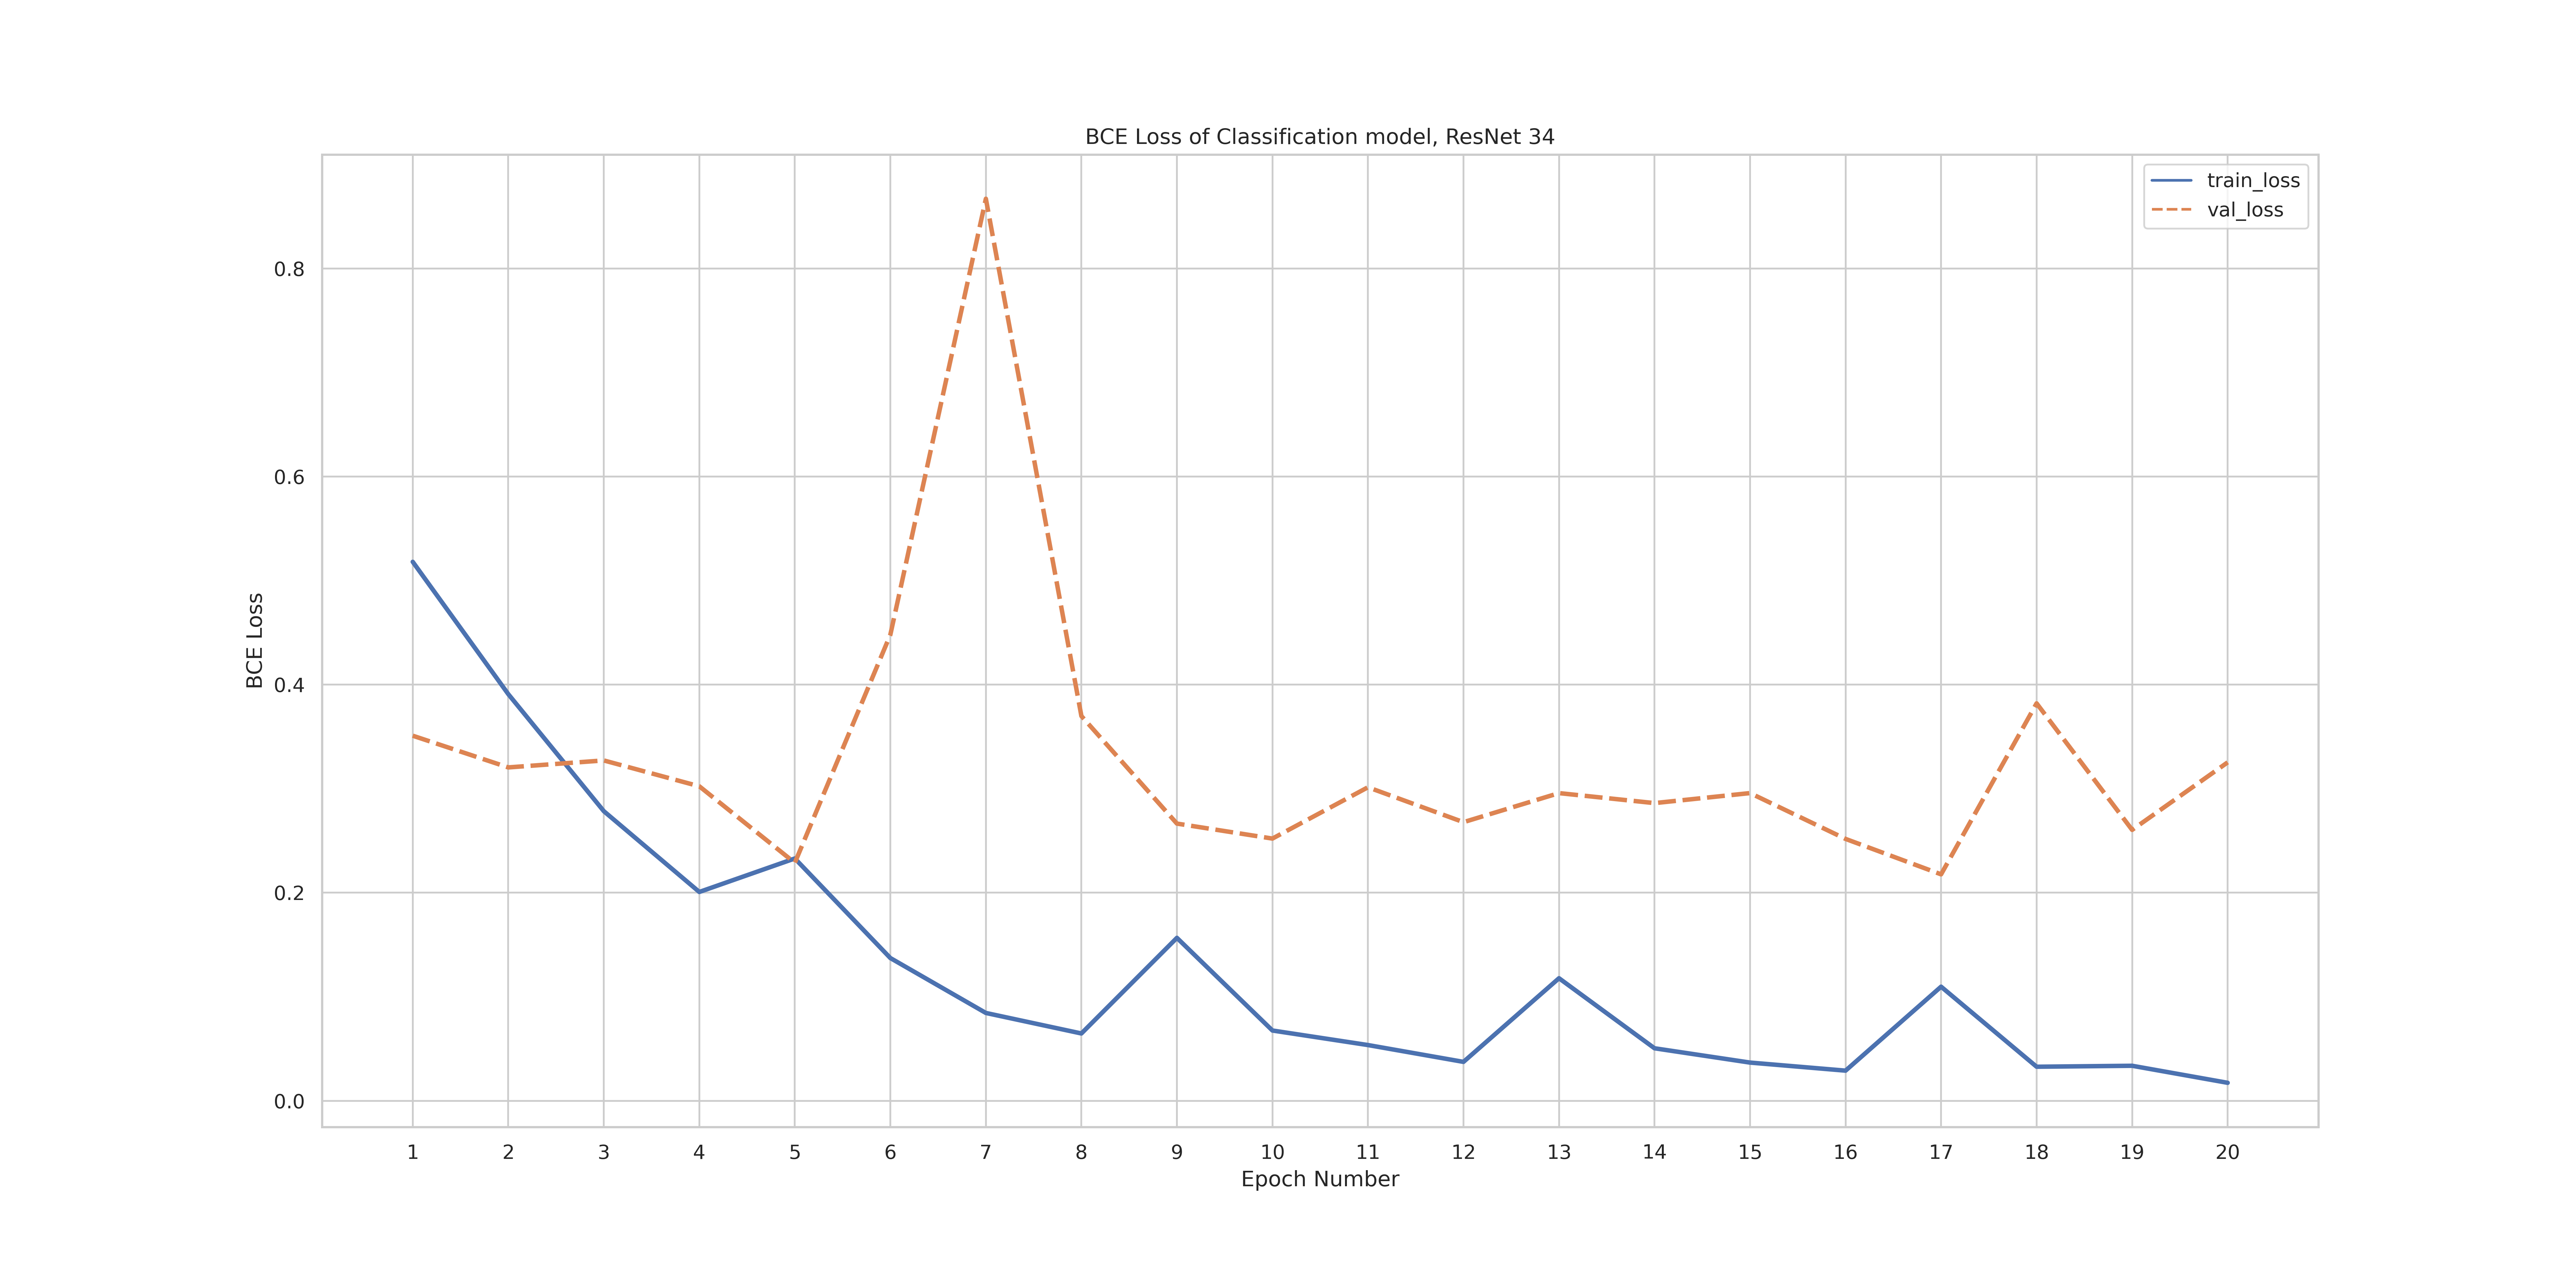 BCE Loss of Classification model, ResNet 34
train_loss
val_loss
BCE Loss
0.8
0.6
0.4
0.2
0.0
1 2 3 4 5 6 7 8 9 10 11 12 13 14 15 16 17 18 19 20
Epoch Number